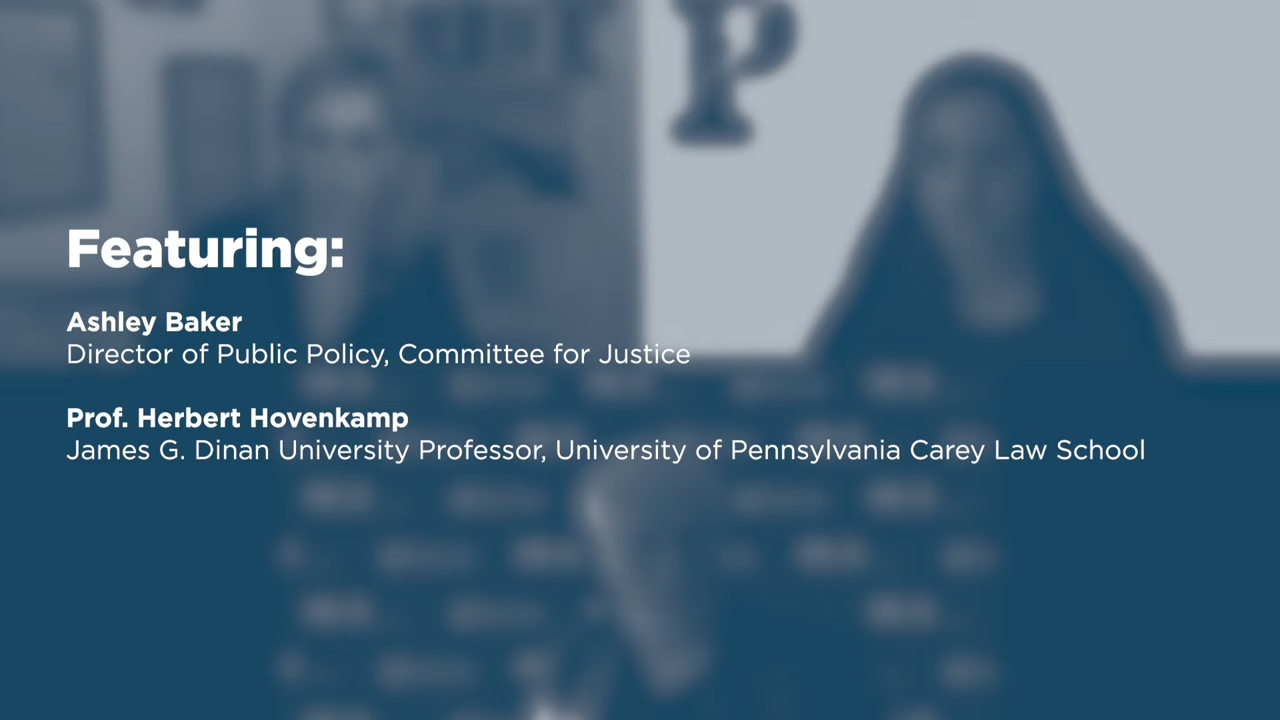 P
Featuring:
Ashley Baker
Director of Public Policy, Committee for Justice
Prof. Herbert Hovenkamp
James G. Dinan University Professor, University of Pennsylvania Carey Law School